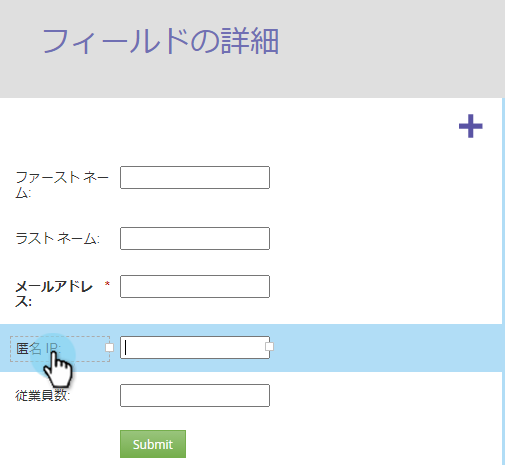 フィールドの詳細
ファースト ネー
ム:
ラスト ネーム:
メールアドレ *
ス:
匿名 IP:
従業員数:
Submit